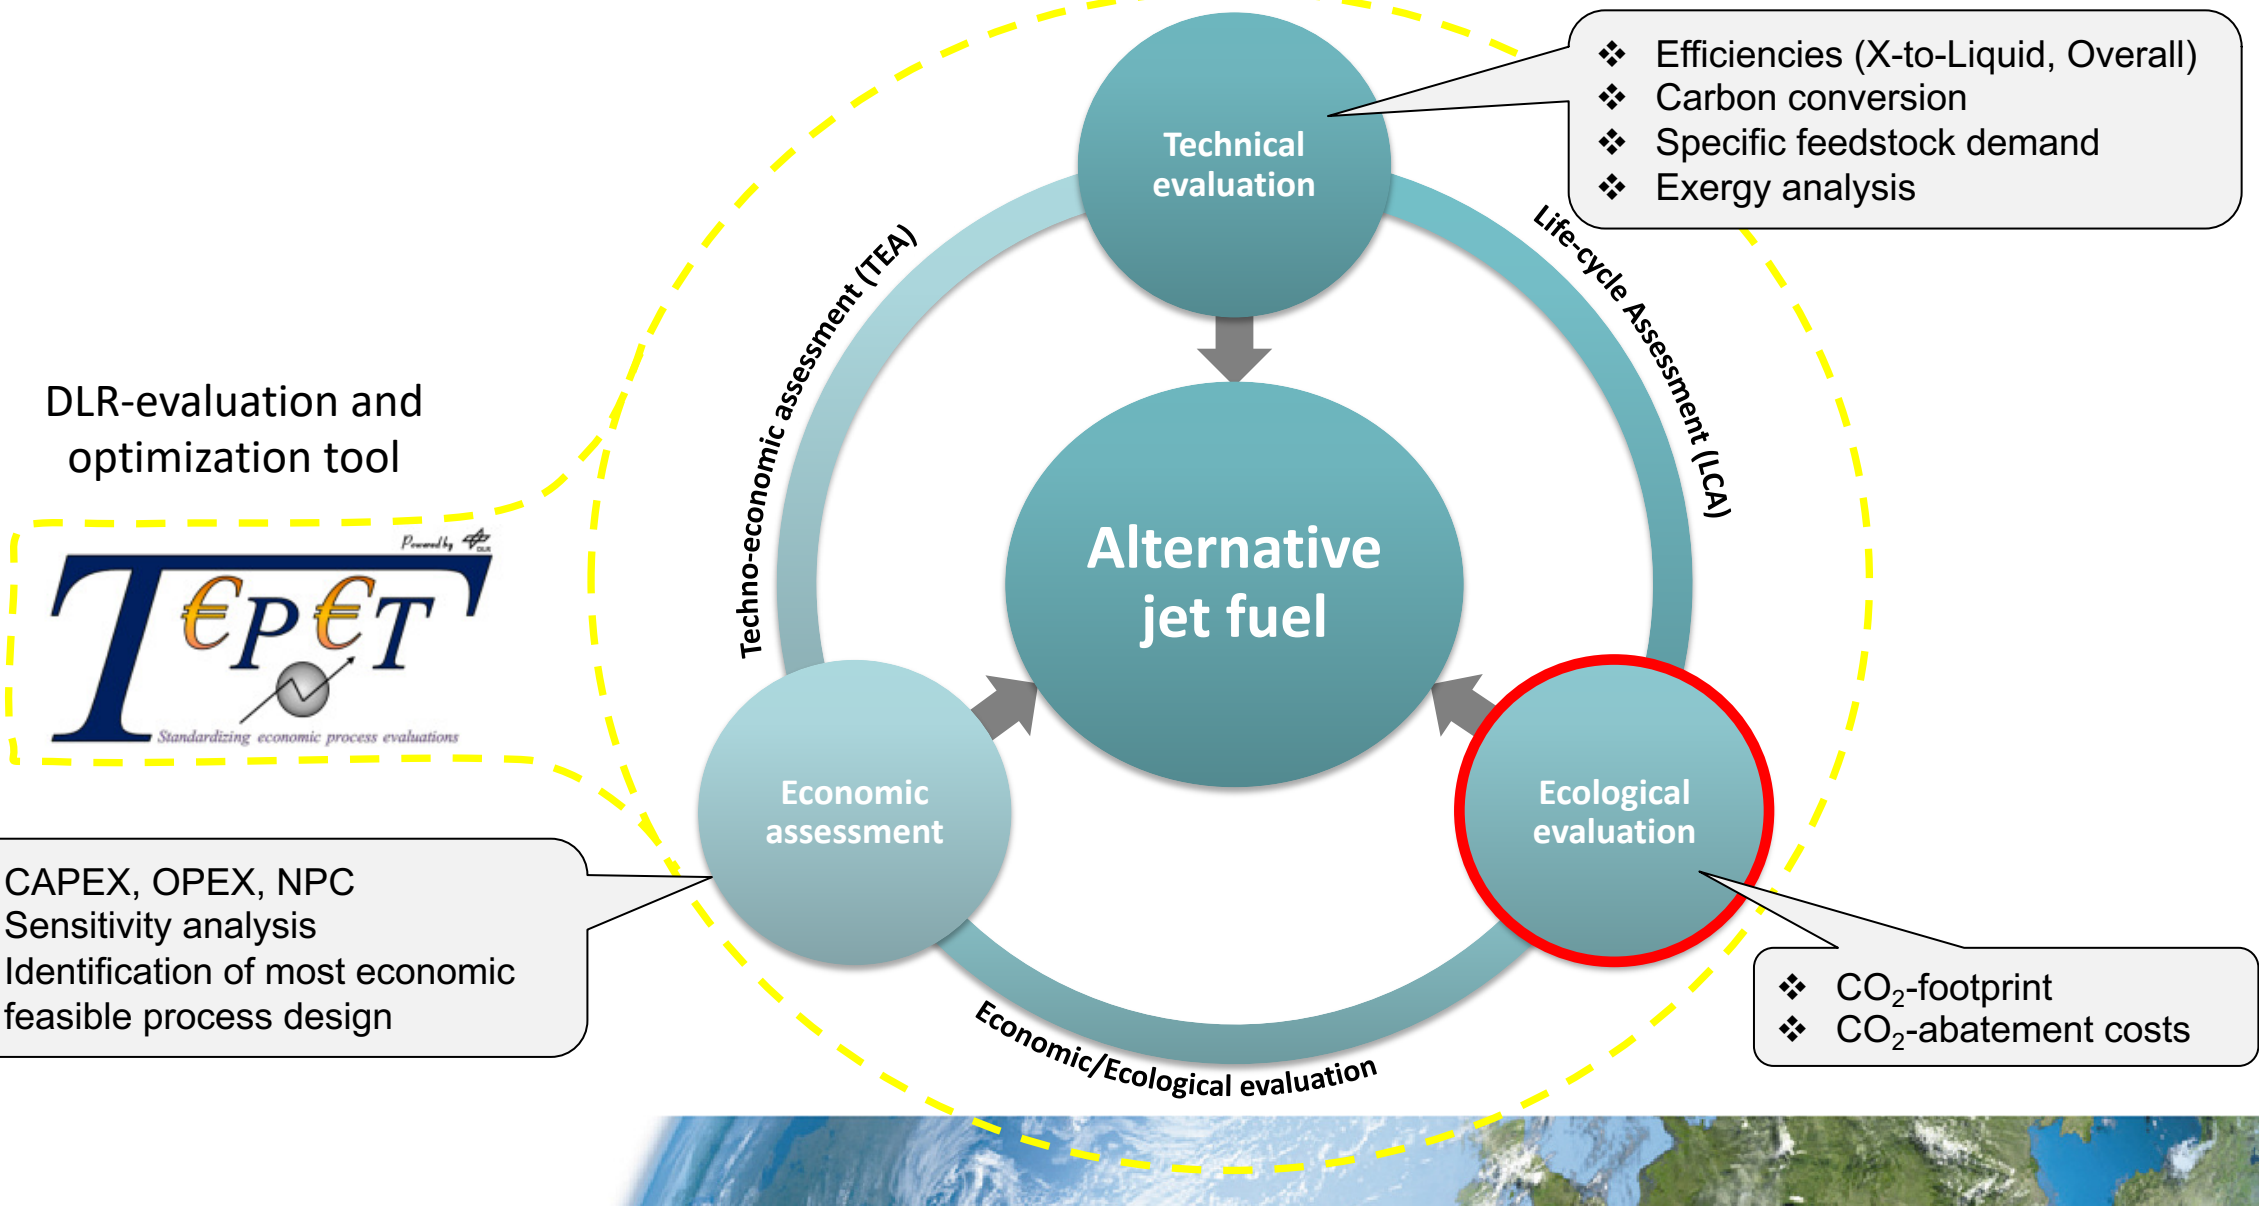 Technical
evaluation
❖ Efficiencies (X-to-Liquid, Overall)
❖ Carbon conversion
❖ Specific feedstock demand
❖ Exergy analysis
Techno-economic assessment (TEA)
Life-cycle Assessment (LCA)
DLR-evaluation and
optimization tool
Powered by DLR
T€P€T
Standardizing economic process evaluations
Alternative
jet fuel
Economic
assessment
Ecological
evaluation
CAPEX, OPEX, NPC
Sensitivity analysis
Identification of most economic
feasible process design
❖ CO₂-footprint
❖ CO₂-abatement costs
Economic/Ecological evaluation